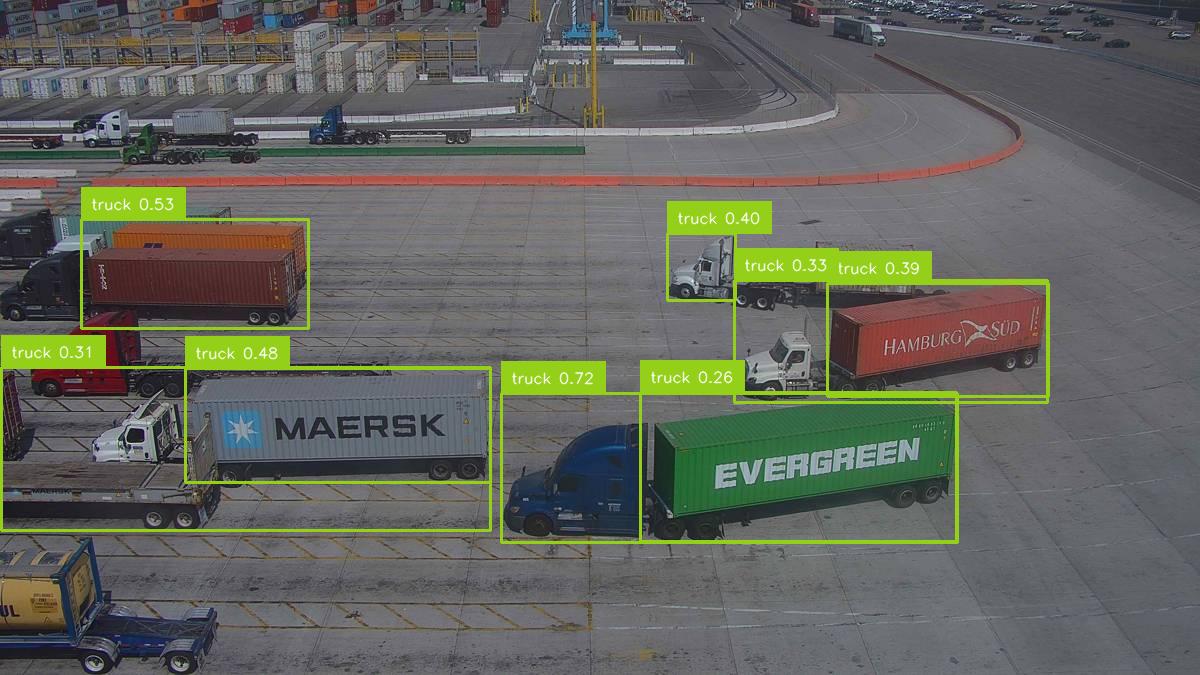 truck 0.53
truck 0.40
truck 0.33
truck 0.39
HAMBURG SÜD
truck 0.31
truck 0.48
MAERSK
truck 0.72
truck 0.26
EVERGREEN
MAERSK